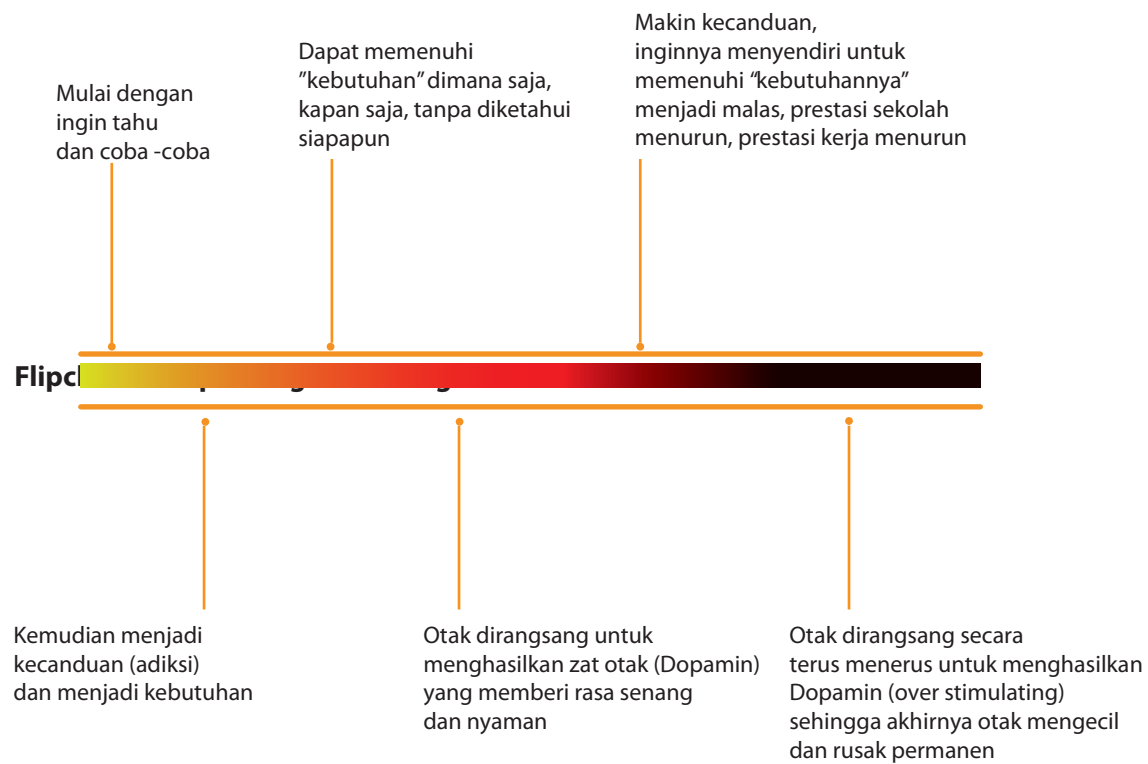 Mulai dengan
ingin tahu
dan coba -coba
Dapat memenuhi
"kebutuhan" dimana saja,
kapan saja, tanpa diketahui
siapapun
Makin kecanduan,
inginnya menyendiri untuk
memenuhi “kebutuhannya”
menjadi malas, prestasi sekolah
menurun, prestasi kerja menurun
Kemudian menjadi
kecanduan (adiksi)
dan menjadi kebutuhan
Otak dirangsang untuk
menghasilkan zat otak (Dopamin)
yang memberi rasa senang
dan nyaman
Otak dirangsang secara
terus menerus untuk menghasilkan
Dopamin (over stimulating)
sehingga akhirnya otak mengecil
dan rusak permanen